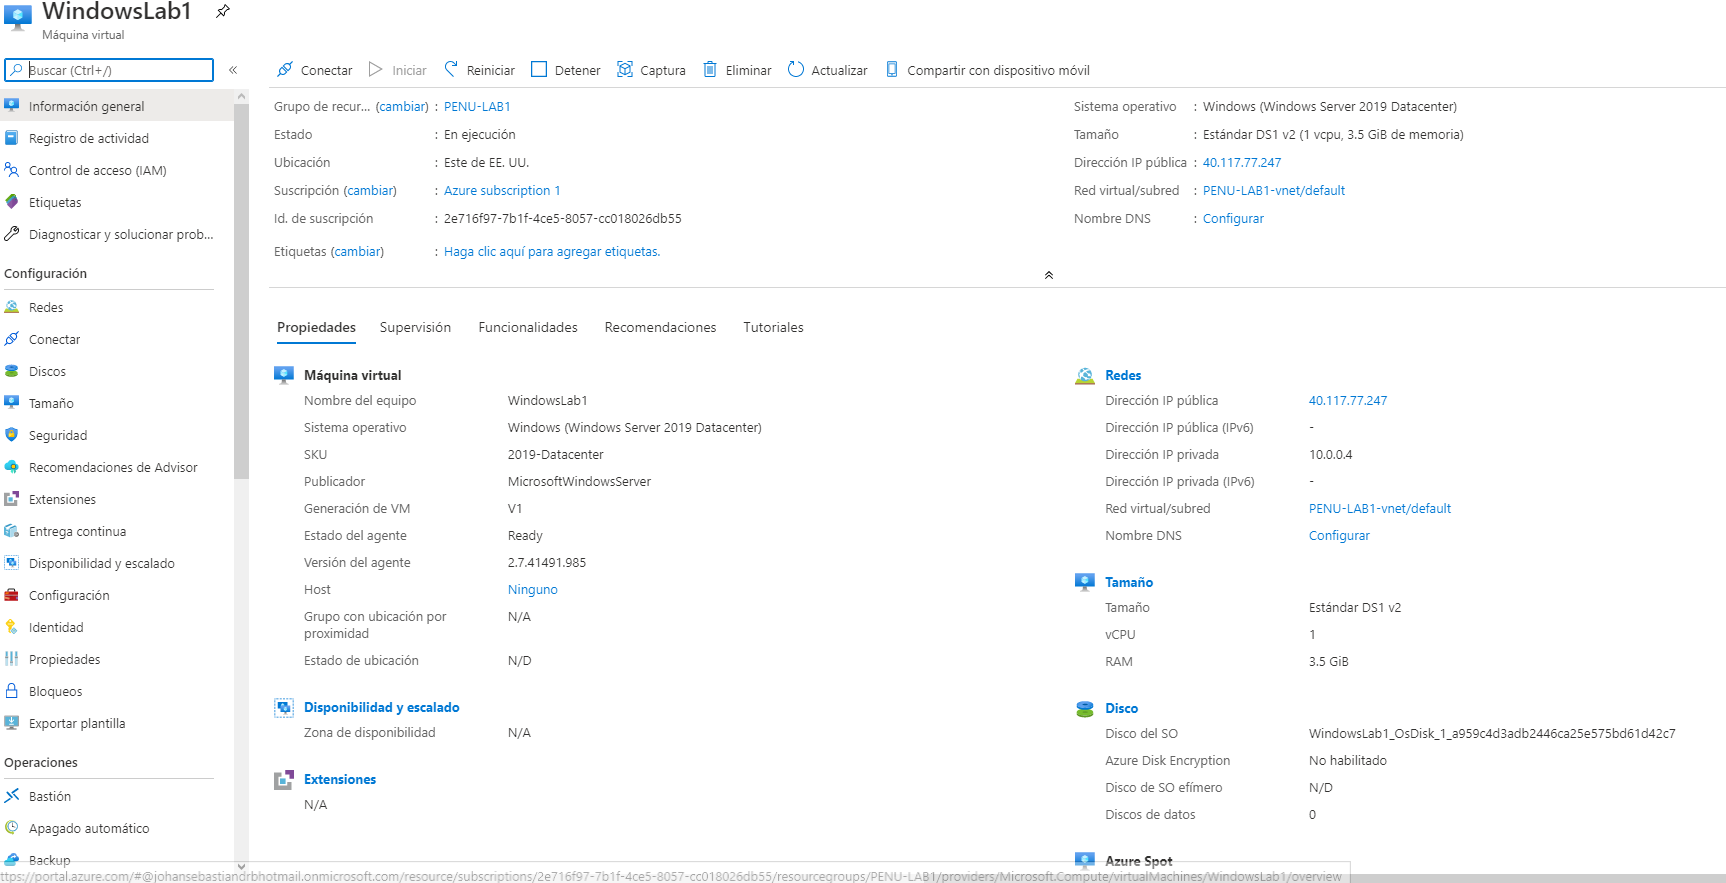 WindowsLab1
Máquina virtual
Buscar (Ctrl+/)
«
Conectar Iniciar Reiniciar Detener Captura Eliminar Actualizar Compartir con dispositivo móvil
Información general
Registro de actividad
Control de acceso (IAM)
Etiquetas
Diagnosticar y solucionar prob...
Configuración
Redes
Conectar
Discos
Tamaño
Seguridad
Recomendaciones de Advisor
Extensiones
Entrega continua
Disponibilidad y escalado
Configuración
Identidad
Propiedades
Bloqueos
Exportar plantilla
Operaciones
Bastión
Apagado automático
Backup
Grupo de recur... (cambiar) : PENU-LAB1
Estado : En ejecución
Ubicación : Este de EE. UU.
Suscripción (cambiar) : Azure subscription 1
Id. de suscripción : 2e716f97-7b1f-4ce5-8057-cc018026db55
Etiquetas (cambiar) : Haga clic aquí para agregar etiquetas.
Sistema operativo : Windows (Windows Server 2019 Datacenter)
Tamaño : Estándar DS1 v2 (1 vcpu, 3.5 GiB de memoria)
Dirección IP pública : 40.117.77.247
Red virtual/subred : PENU-LAB1-vnet/default
Nombre DNS : Configurar
Propiedades Supervisión Funcionalidades Recomendaciones Tutoriales
Máquina virtual
Nombre del equipo WindowsLab1
Sistema operativo Windows (Windows Server 2019 Datacenter)
SKU 2019-Datacenter
Publicador MicrosoftWindowsServer
Generación de VM V1
Estado del agente Ready
Versión del agente 2.7.41491.985
Host Ninguno
Grupo con ubicación por N/A
proximidad
Estado de ubicación N/D
Disponibilidad y escalado
Zona de disponibilidad N/A
Extensiones
N/A
Redes
Dirección IP pública 40.117.77.247
Dirección IP pública (IPv6) -
Dirección IP privada 10.0.0.4
Dirección IP privada (IPv6) -
Red virtual/subred PENU-LAB1-vnet/default
Nombre DNS Configurar
Tamaño
Tamaño Estándar DS1 v2
vCPU 1
RAM 3.5 GiB
Disco
Disco del SO WindowsLab1_OsDisk_1_a959c4d3adb2446ca25e575bd61d42c7
Azure Disk Encryption No habilitado
Disco de SO efímero N/D
Discos de datos 0
Azure Spot
ttps://portal.azure.com/#@johansebastiandrbhotmail.onmicrosoft.com/resource/subscriptions/2e716f97-7b1f-4ce5-8057-cc018026db55/resourcegroups/PENU-LAB1/providers/Microsoft.Compute/virtualMachines/WindowsLab1/overview